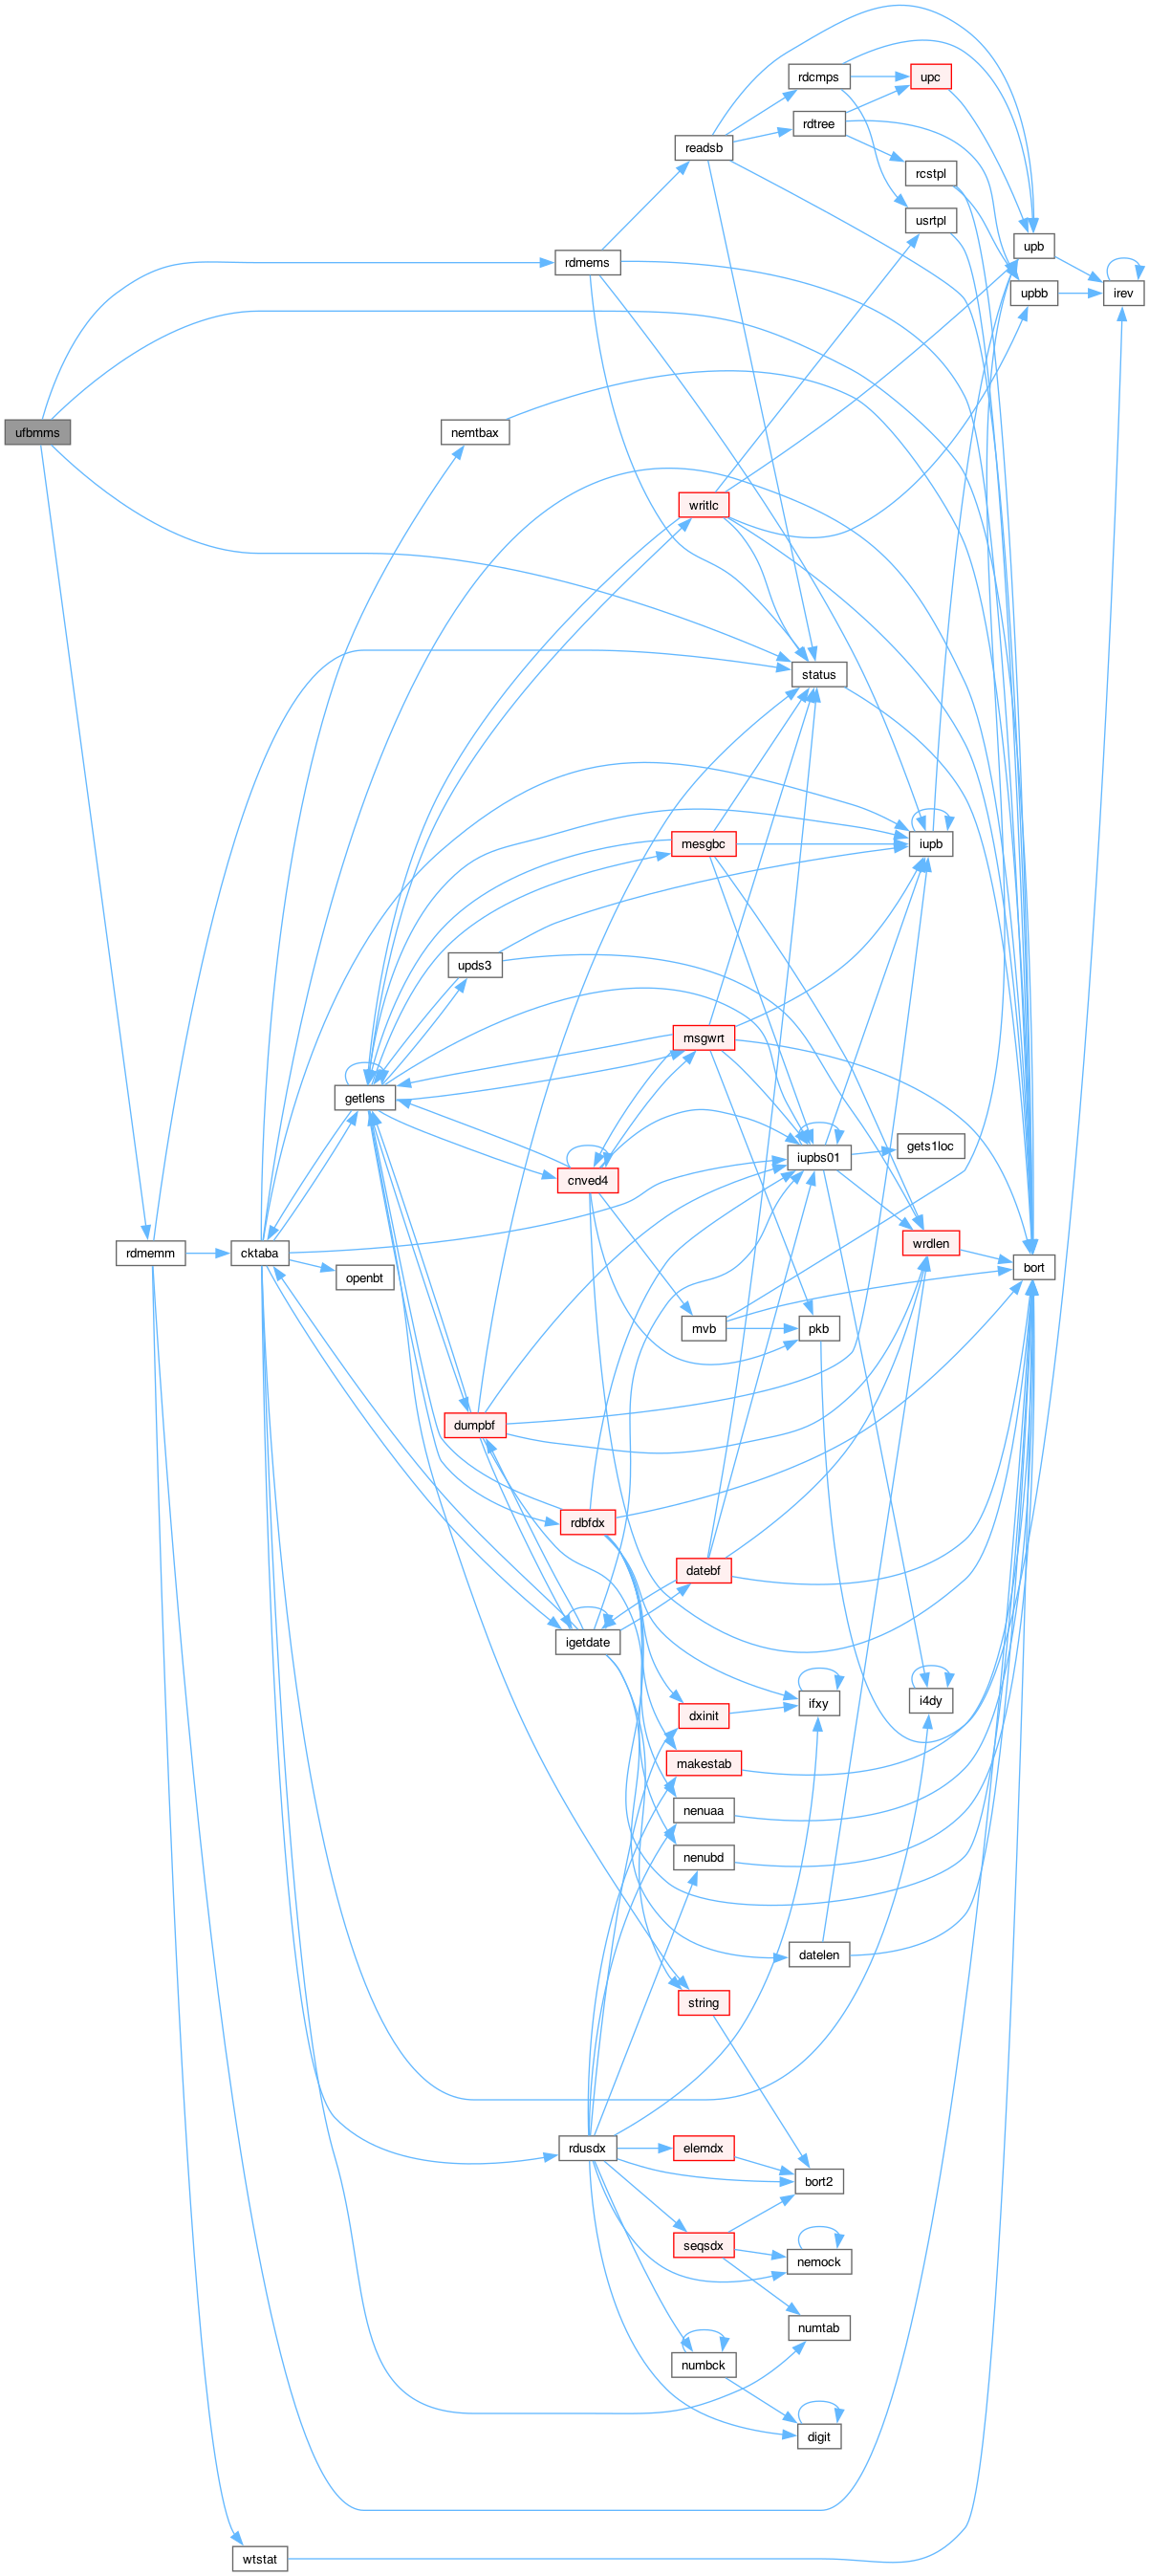 rdcmps
upc
rdtree
readsb
rcstpl
usrtpl
upb
rdmems
upbb
irev
ufbmms
nemtbax
writlc
status
mesgbc
iupb
upds3
msgwrt
getlens
gets1loc
iupbs01
cnved4
wrdlen
rdmemm
cktaba
bort
openbt
mvb
pkb
dumpbf
rdbfdx
datebf
igetdate
ifxy
i4dy
dxinit
makestab
nenuaa
nenubd
datelen
string
rdusdx
elemdx
bort2
seqsdx
nemock
numtab
numbck
digit
wtstat